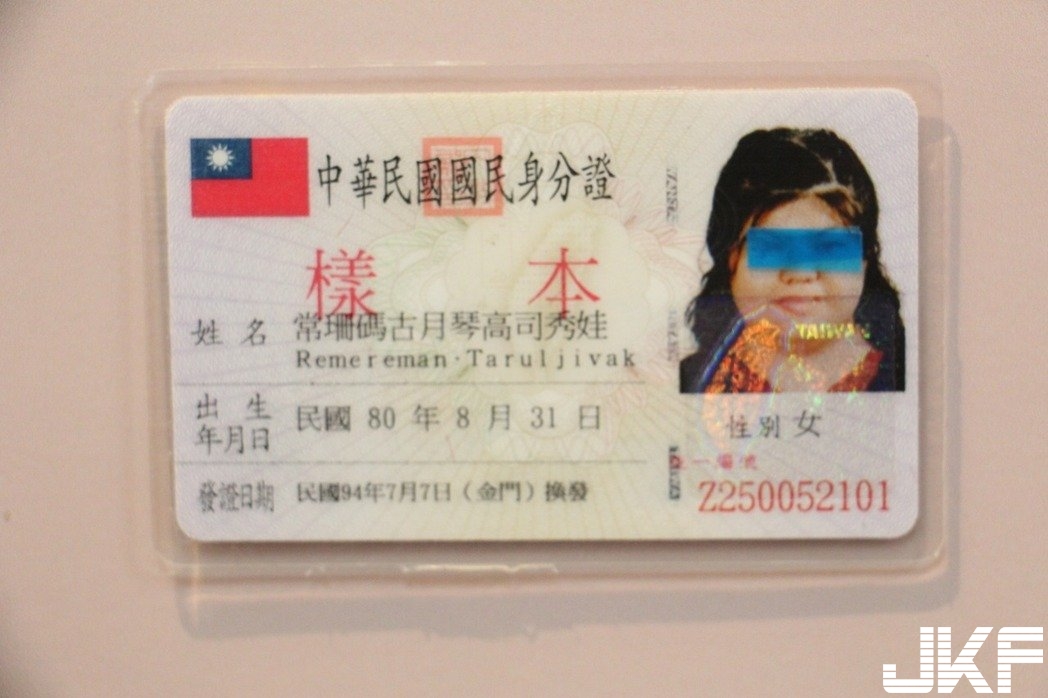 中華民國國民身分證
樣 本
姓名 常珊碼古月琴高司秀娃
Remereman·Taruljivak
出生年月日 民國 80 年 8 月 31 日
性別 女
發證日期 民國94年7月7日（金門）換發
Z250052101
JKF